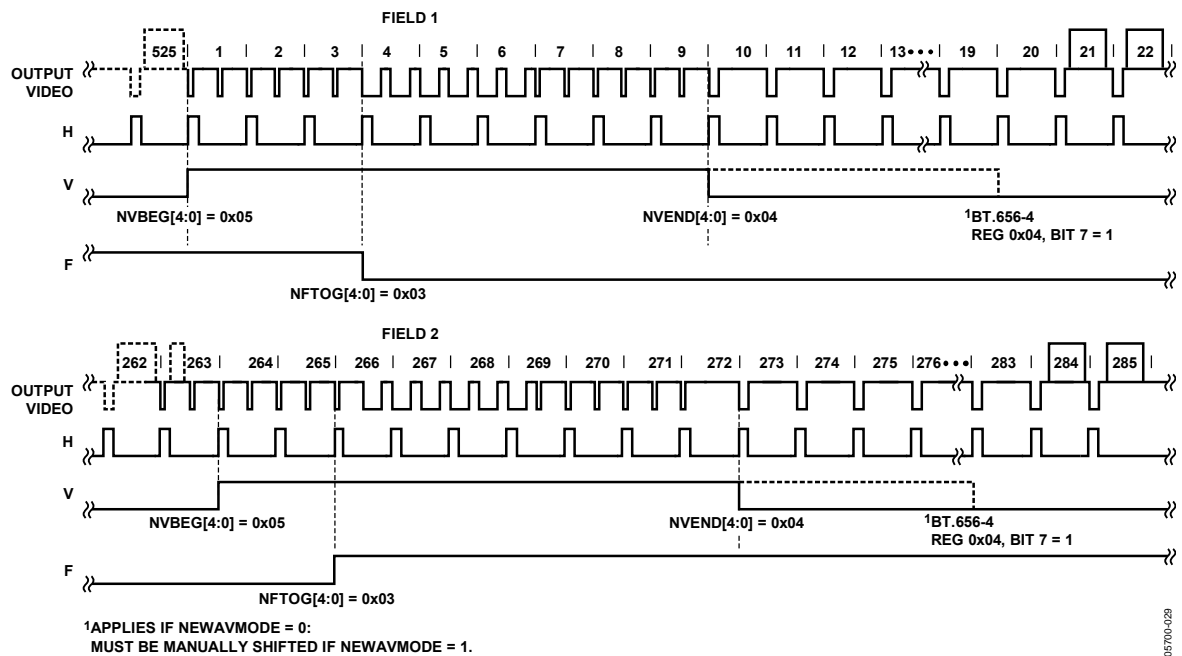 FIELD 1
525 1 2 3 4 5 6 7 8 9 10 11 12 13 ••• 19 20 21 22
OUTPUT
VIDEO
H
V
NVBEG[4:0] = 0x05
NVEND[4:0] = 0x04
1BT.656-4
REG 0x04, BIT 7 = 1
F
NFTOG[4:0] = 0x03
FIELD 2
262 263 264 265 266 267 268 269 270 271 272 273 274 275 276 ••• 283 284 285
OUTPUT
VIDEO
H
V
NVBEG[4:0] = 0x05
NVEND[4:0] = 0x04
1BT.656-4
REG 0x04, BIT 7 = 1
F
NFTOG[4:0] = 0x03
1APPLIES IF NEWAVMODE = 0:
MUST BE MANUALLY SHIFTED IF NEWAVMODE = 1.
05700-029